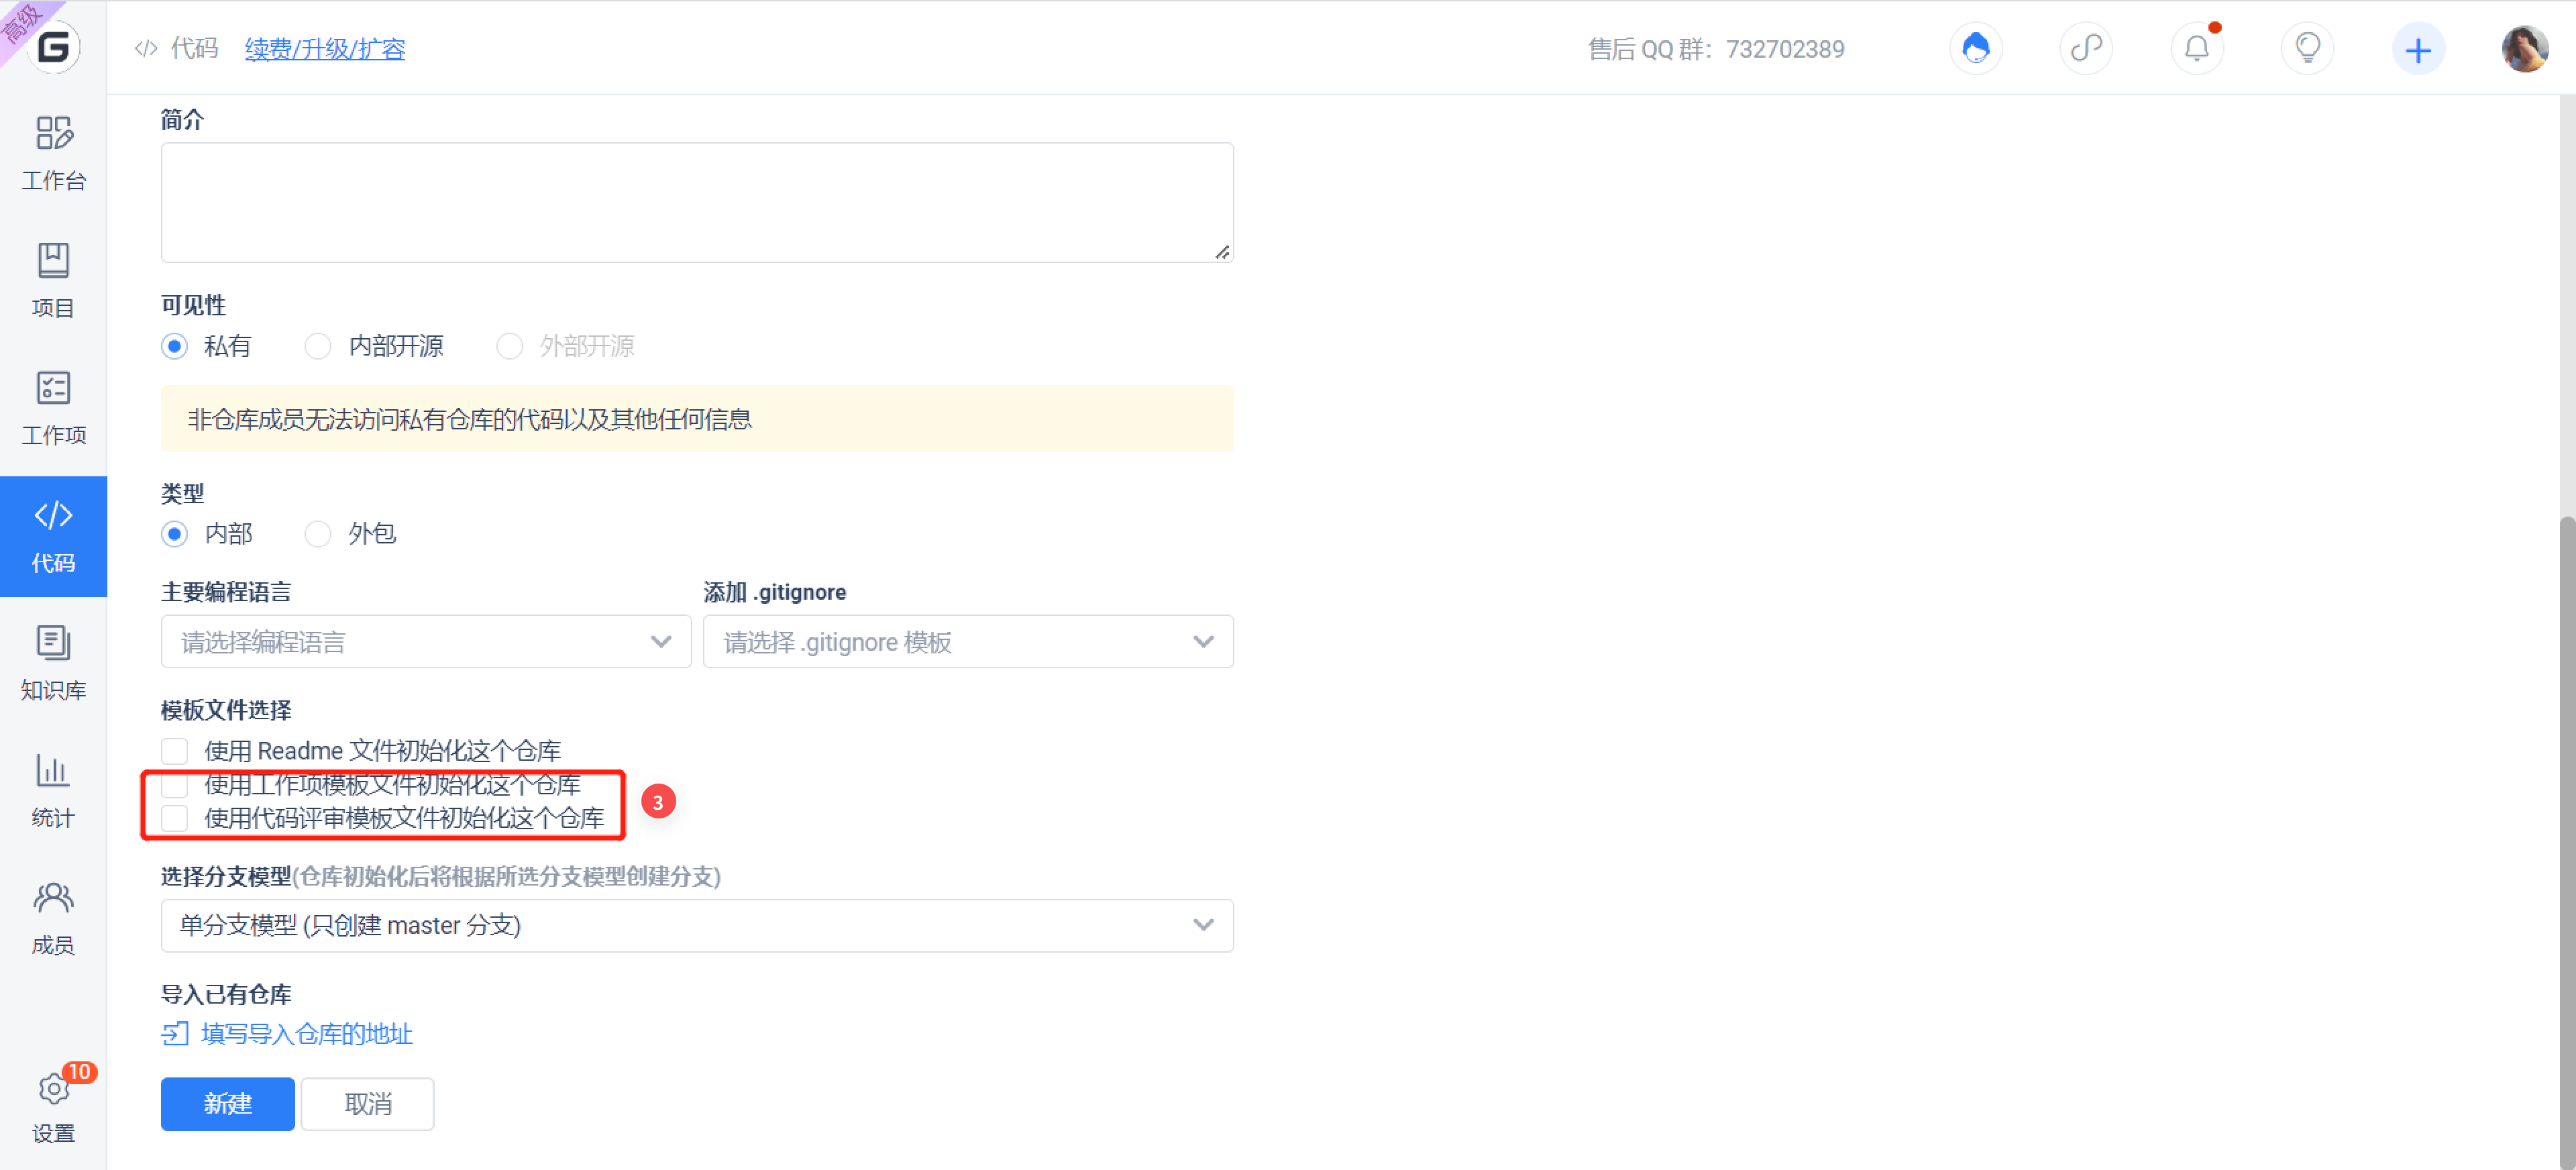 高级
G
代码 续费/升级/扩容
售后 QQ 群：732702389
工作台
项目
工作项
代码
知识库
统计
成员
10
设置
简介
可见性
私有 内部开源 外部开源
非仓库成员无法访问私有仓库的代码以及其他任何信息
类型
内部 外包
主要编程语言 添加 .gitignore
请选择编程语言 请选择 .gitignore 模板
模板文件选择
使用 Readme 文件初始化这个仓库
使用工作项模板文件初始化这个仓库
使用代码评审模板文件初始化这个仓库
3
选择分支模型(仓库初始化后将根据所选分支模型创建分支)
单分支模型 (只创建 master 分支)
导入已有仓库
填写导入仓库的地址
新建 取消